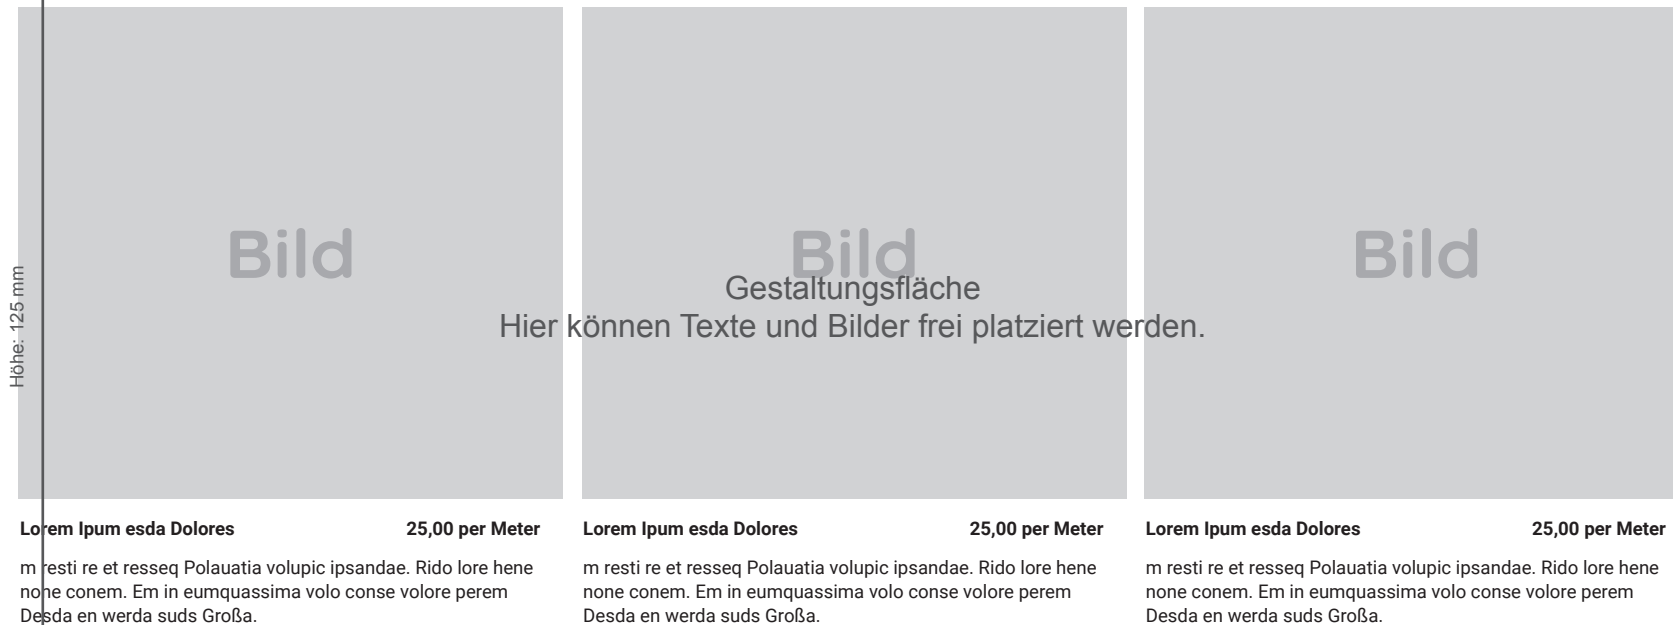 Bild
Bild
Bild
Gestaltungsfläche
Hier können Texte und Bilder frei platziert werden.
Höhe: 125 mm
Lorem Ipum esda Dolores 25,00 per Meter
m resti re et resseq Polauatia volupic ipsandae. Rido lore hene
none conem. Em in eumquassima volo conse volore perem
Desda en werda suds Großa.
Lorem Ipum esda Dolores 25,00 per Meter
m resti re et resseq Polauatia volupic ipsandae. Rido lore hene
none conem. Em in eumquassima volo conse volore perem
Desda en werda suds Großa.
Lorem Ipum esda Dolores 25,00 per Meter
m resti re et resseq Polauatia volupic ipsandae. Rido lore hene
none conem. Em in eumquassima volo conse volore perem
Desda en werda suds Großa.